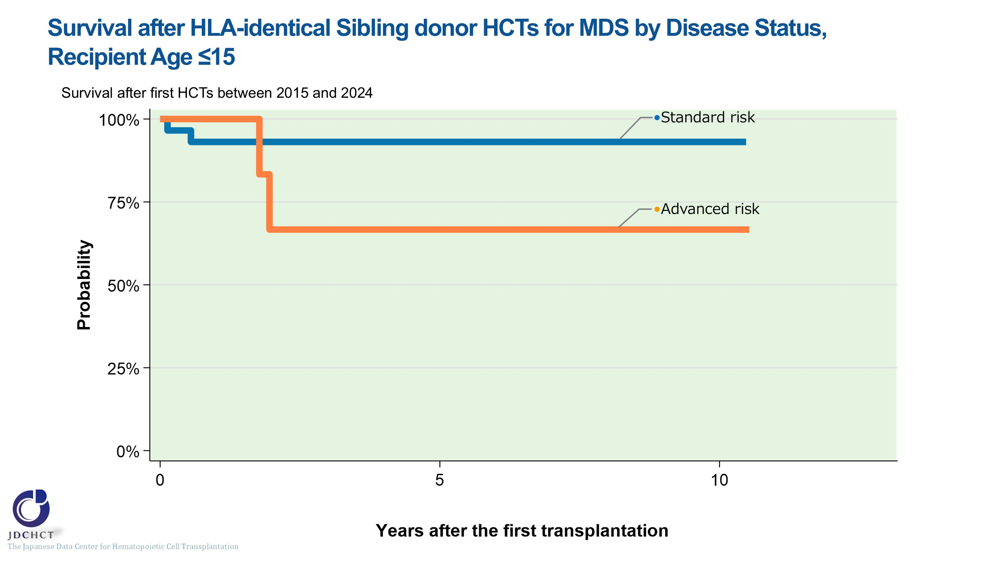 Survival after HLA-identical Sibling donor HCTs for MDS by Disease Status,
Recipient Age ≤15
Survival after first HCTs between 2015 and 2024
100%
75%
50%
25%
0%
Probability
Standard risk
Advanced risk
0
5
10
Years after the first transplantation
JDCHCT
The Japanese Data Center for Hematopoietic Cell Transplantation